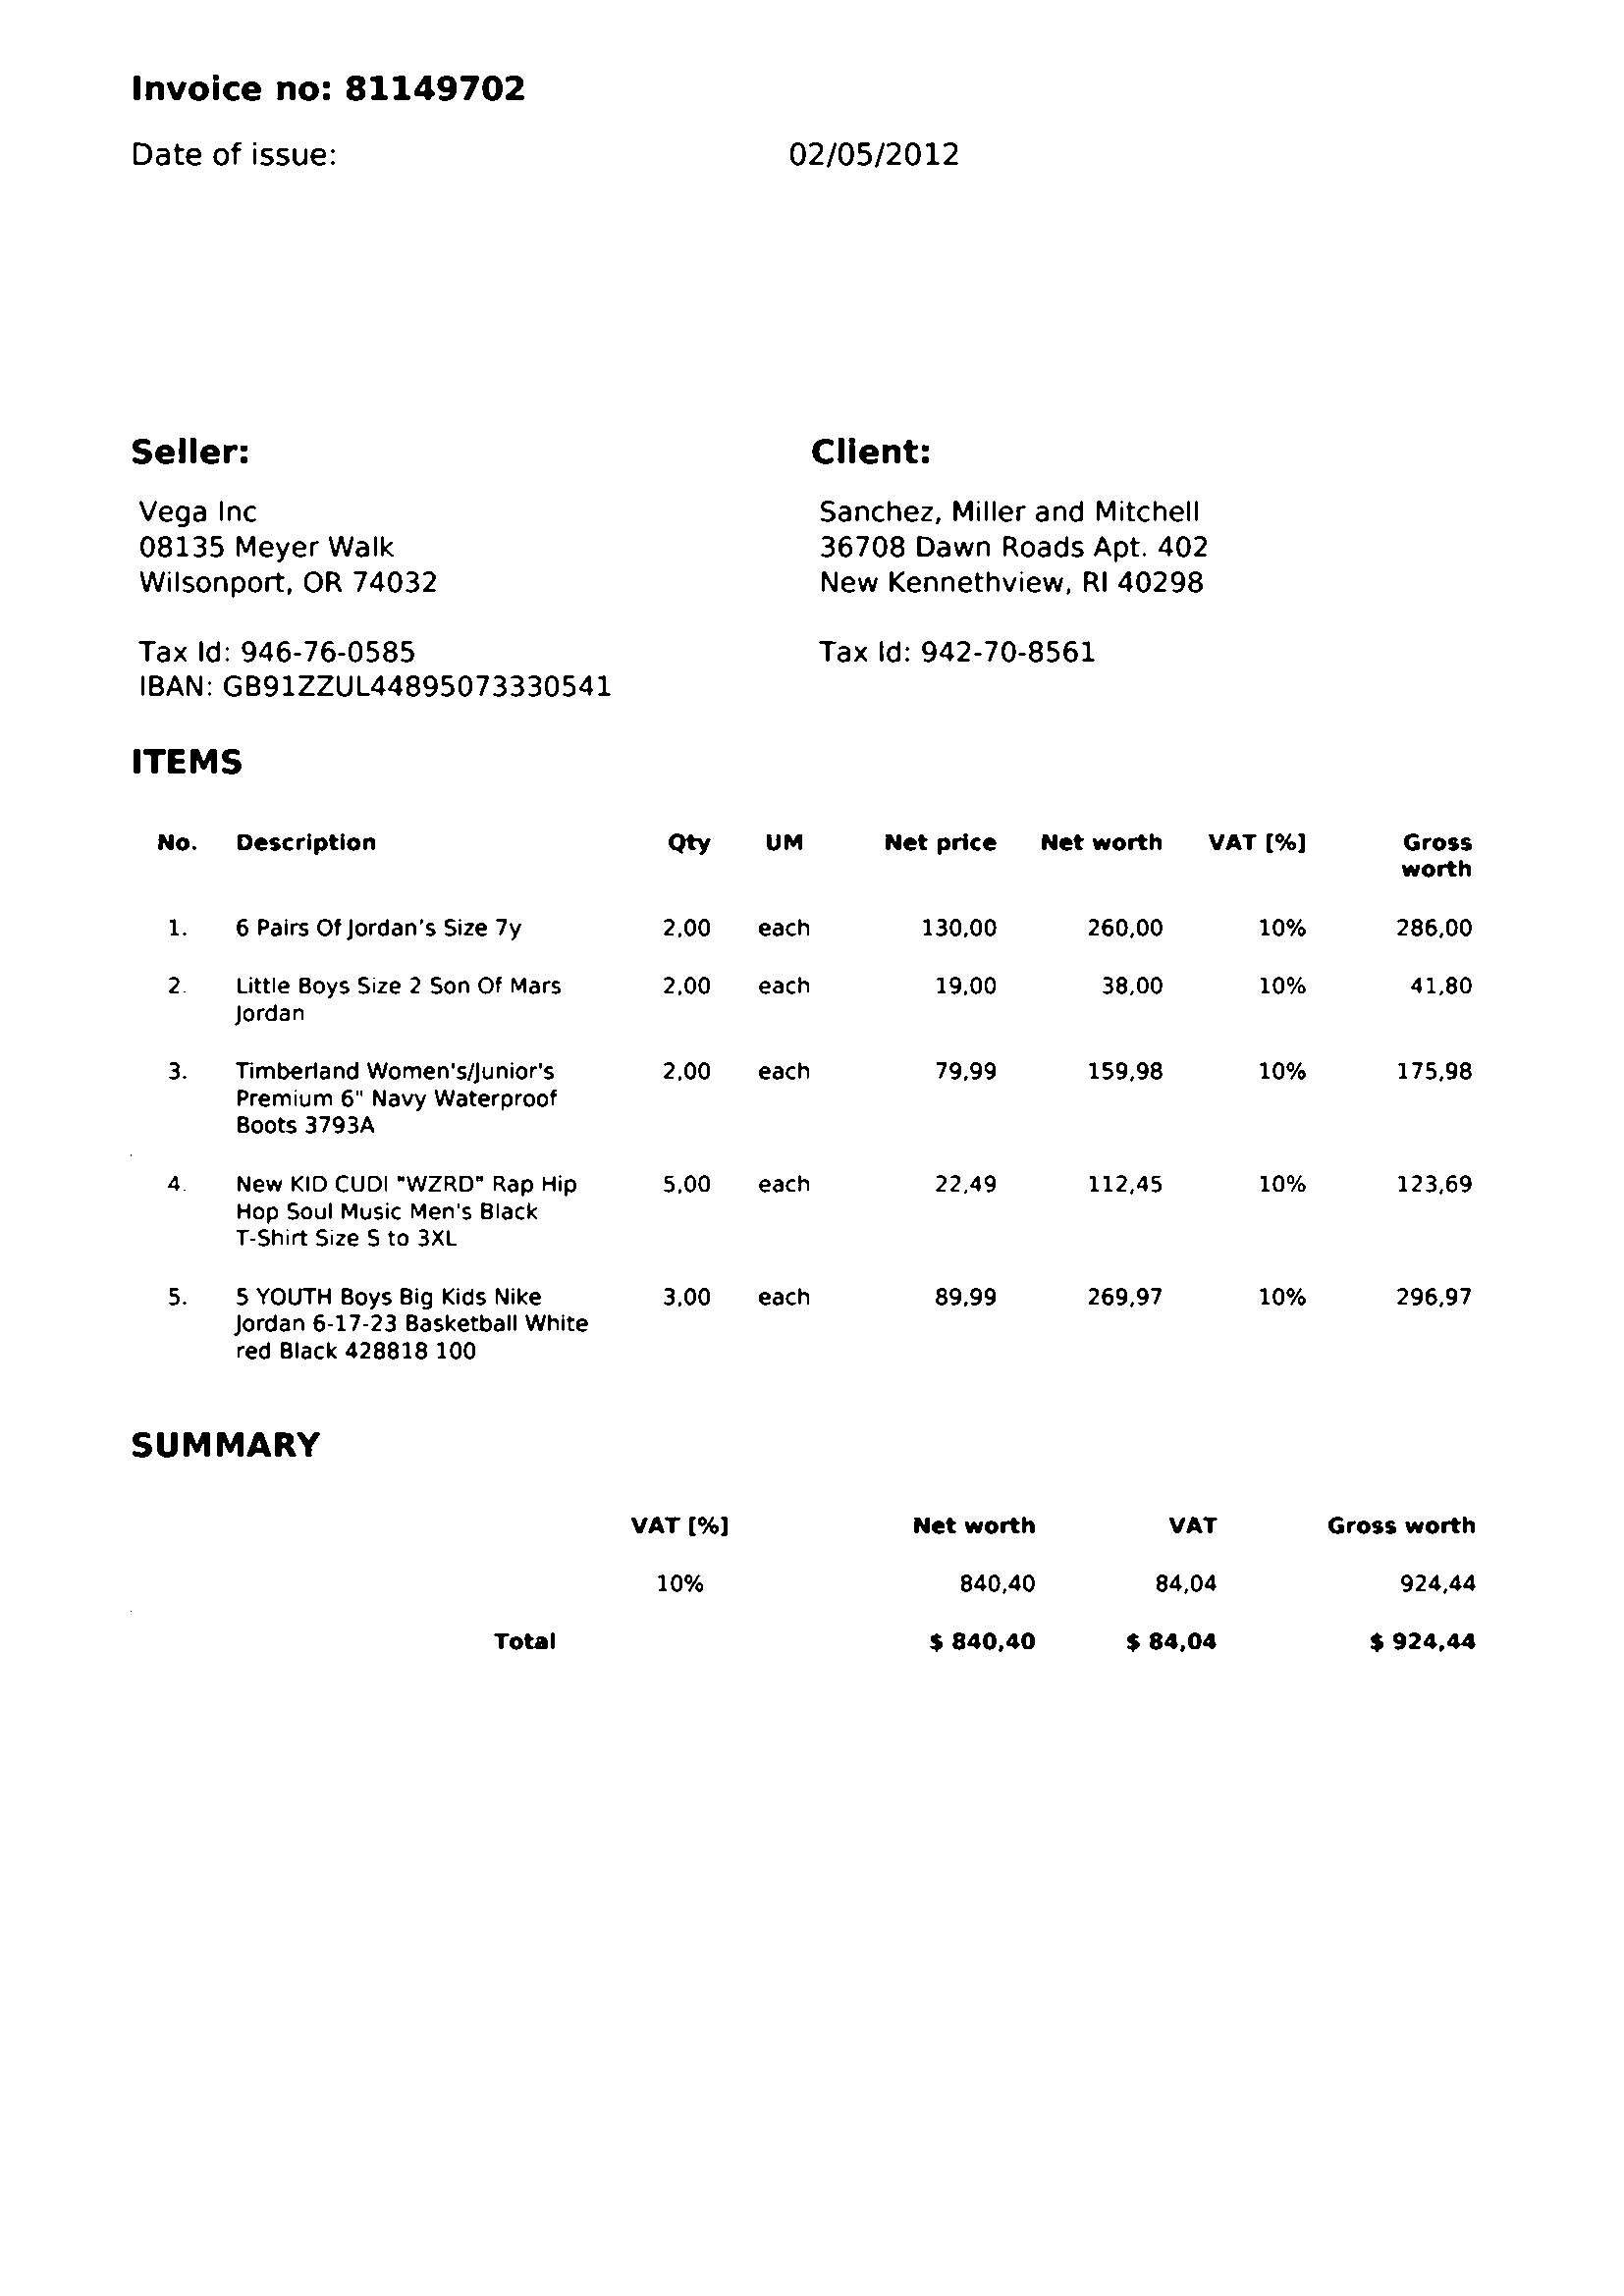 Invoice no: 81149702
Date of issue: 02/05/2012
Seller:
Vega Inc
08135 Meyer Walk
Wilsonport, OR 74032
Tax Id: 946-76-0585
IBAN: GB91ZZUL44895073330541
Client:
Sanchez, Miller and Mitchell
36708 Dawn Roads Apt. 402
New Kennethview, RI 40298
Tax Id: 942-70-8561
ITEMS
No. Description Qty UM Net price Net worth VAT [%] Gross
worth
1. 6 Pairs Of Jordan's Size 7y 2,00 each 130,00 260,00 10% 286,00
2. Little Boys Size 2 Son Of Mars 2,00 each 19,00 38,00 10% 41,80
Jordan
3. Timberland Women's/Junior's 2,00 each 79,99 159,98 10% 175,98
Premium 6" Navy Waterproof
Boots 3793A
4. New KID CUDI "WZRD" Rap Hip 5,00 each 22,49 112,45 10% 123,69
Hop Soul Music Men's Black
T-Shirt Size S to 3XL
5. 5 YOUTH Boys Big Kids Nike 3,00 each 89,99 269,97 10% 296,97
Jordan 6-17-23 Basketball White
red Black 428818 100
SUMMARY
VAT [%] Net worth VAT Gross worth
10% 840,40 84,04 924,44
Total $ 840,40 $ 84,04 $ 924,44